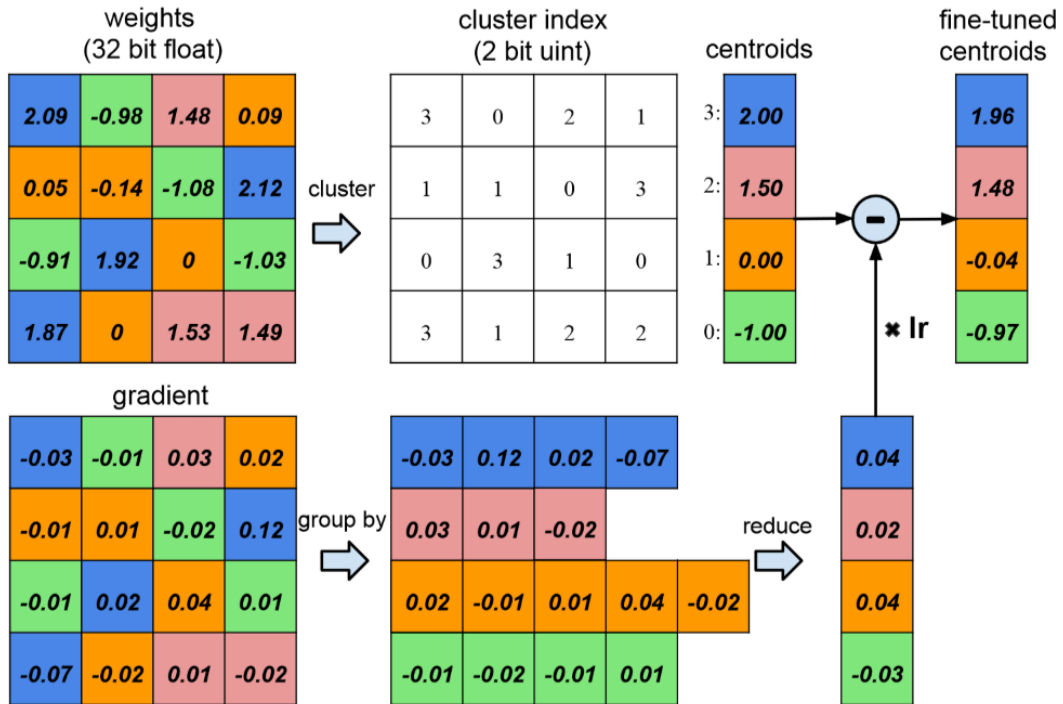 weights
(32 bit float)
cluster index
(2 bit uint)
centroids
fine-tuned
centroids
2.09 -0.98 1.48 0.09
0.05 -0.14 -1.08 2.12
-0.91 1.92 0 -1.03
1.87 0 1.53 1.49
cluster
3 0 2 1
1 1 0 3
0 3 1 0
3 1 2 2
3: 2.00
2: 1.50
1: 0.00
0: -1.00
-
× lr
1.96
1.48
-0.04
-0.97
gradient
-0.03 -0.01 0.03 0.02
-0.01 0.01 -0.02 0.12
-0.01 0.02 0.04 0.01
-0.07 -0.02 0.01 -0.02
group by
-0.03 0.12 0.02 -0.07
0.03 0.01 -0.02
0.02 -0.01 0.01 0.04 -0.02
-0.01 -0.02 -0.01 0.01
reduce
0.04
0.02
0.04
-0.03